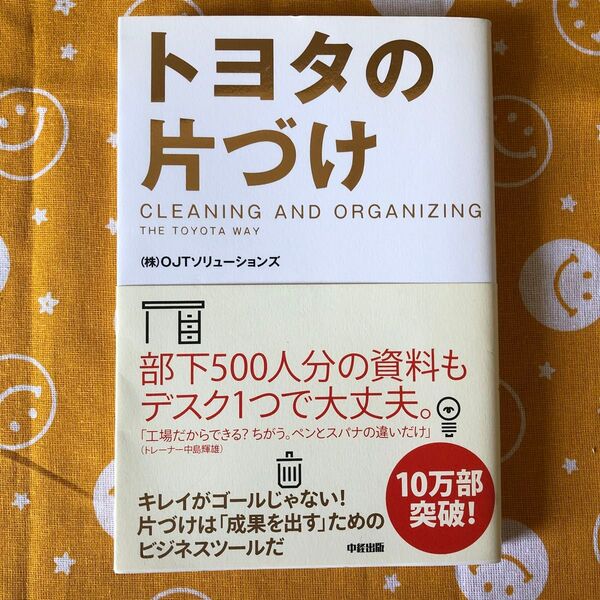 トヨタの
片づけ
CLEANING AND ORGANIZING
THE TOYOTA WAY
（株）OJTソリューションズ
部下500人分の資料も
デスク1つで大丈夫。
「工場だからできる？ちがう。ペンとスパナの違いだけ」
（トレーナー中島輝雄）
キレイがゴールじゃない！
片づけは「成果を出す」ための
ビジネスツールだ
10万部
突破！
中経出版